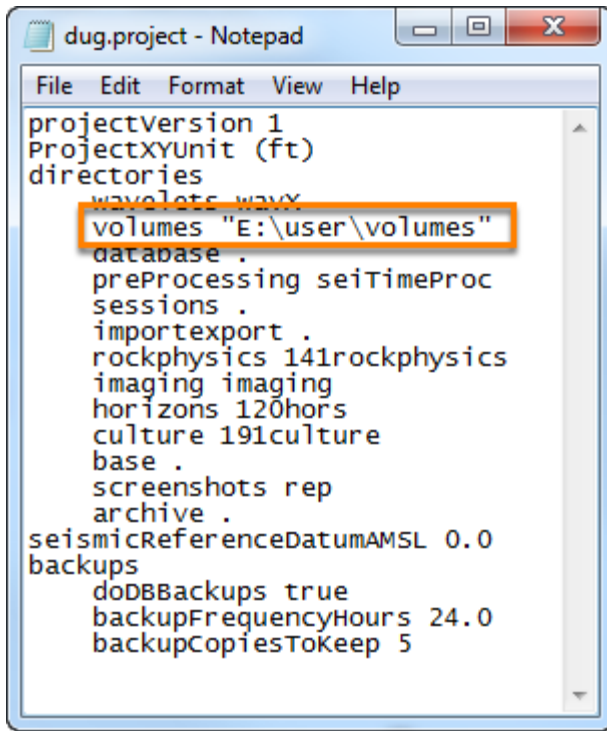 dug.project - Notepad
File Edit Format View Help
projectVersion 1
ProjectXYUnit (ft)
directories
wavelets wavX
volumes "E:\user\volumes"
database .
preProcessing seiTimeProc
sessions .
importexport .
rockphysics 141rockphysics
imaging imaging
horizons 120hors
culture 191culture
base .
screenshots rep
archive .
seismicReferenceDatumAMSL 0.0
backups
doDBBackups true
backupFrequencyHours 24.0
backupCopiesToKeep 5